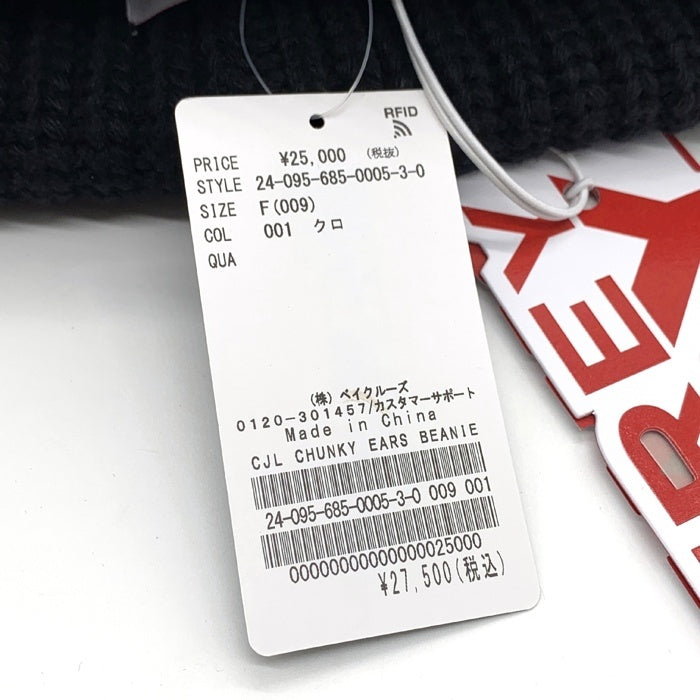 RFID
PRICE ¥25,000 (税抜)
STYLE 24-095-685-0005-3-0
SIZE F(009)
COL 001 クロ
QUA
(株) ベイクルーズ
0120-301457/カスタマーサポート
Made in China
CJL CHUNKY EARS BEANIE
24-095-685-0005-3-0 009 001
0000000000000000025000
¥27,500(税込)